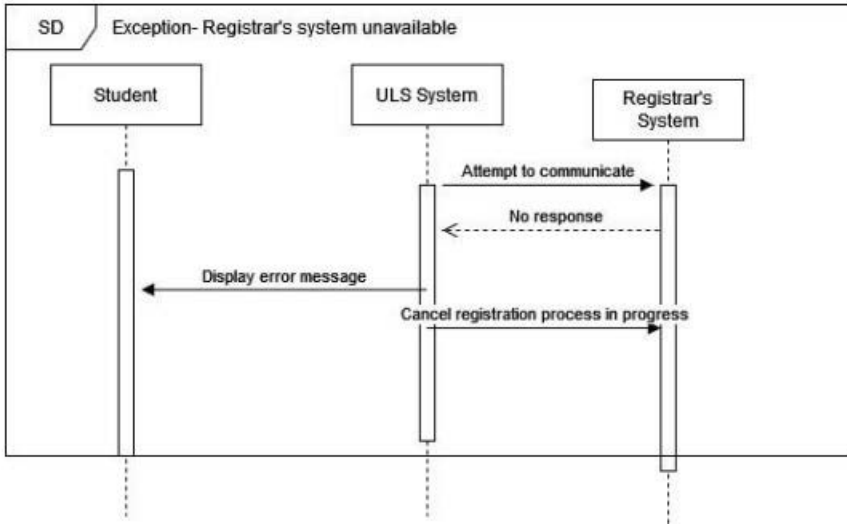 SD
Exception- Registrar's system unavailable
Student
ULS System
Registrar's
System
Attempt to communicate
No response
Display error message
Cancel registration process in progress